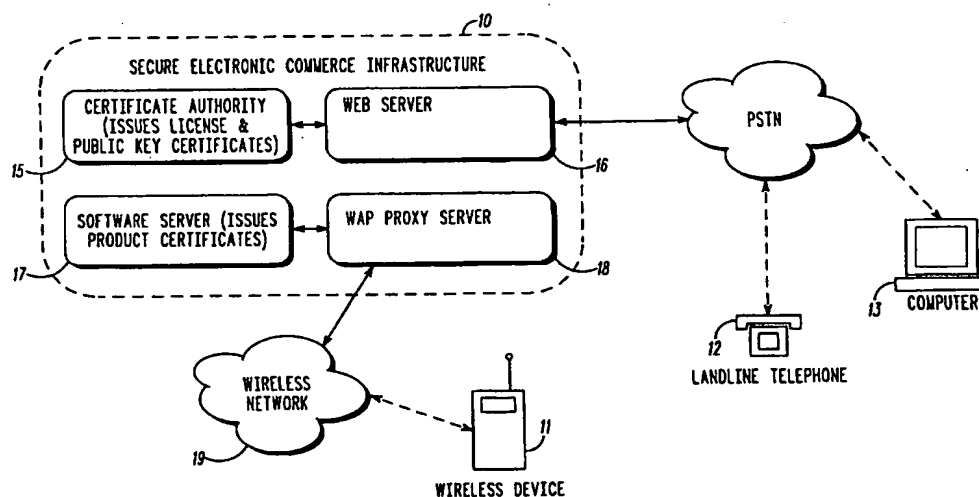 10
SECURE ELECTRONIC COMMERCE INFRASTRUCTURE
CERTIFICATE AUTHORITY
(ISSUES LICENSE &
PUBLIC KEY CERTIFICATES)
WEB SERVER
PSTN
15
16
SOFTWARE SERVER (ISSUES
PRODUCT CERTIFICATES)
WAP PROXY SERVER
17
18
13
COMPUTER
12
LANDLINE TELEPHONE
WIRELESS
NETWORK
19
11
WIRELESS DEVICE